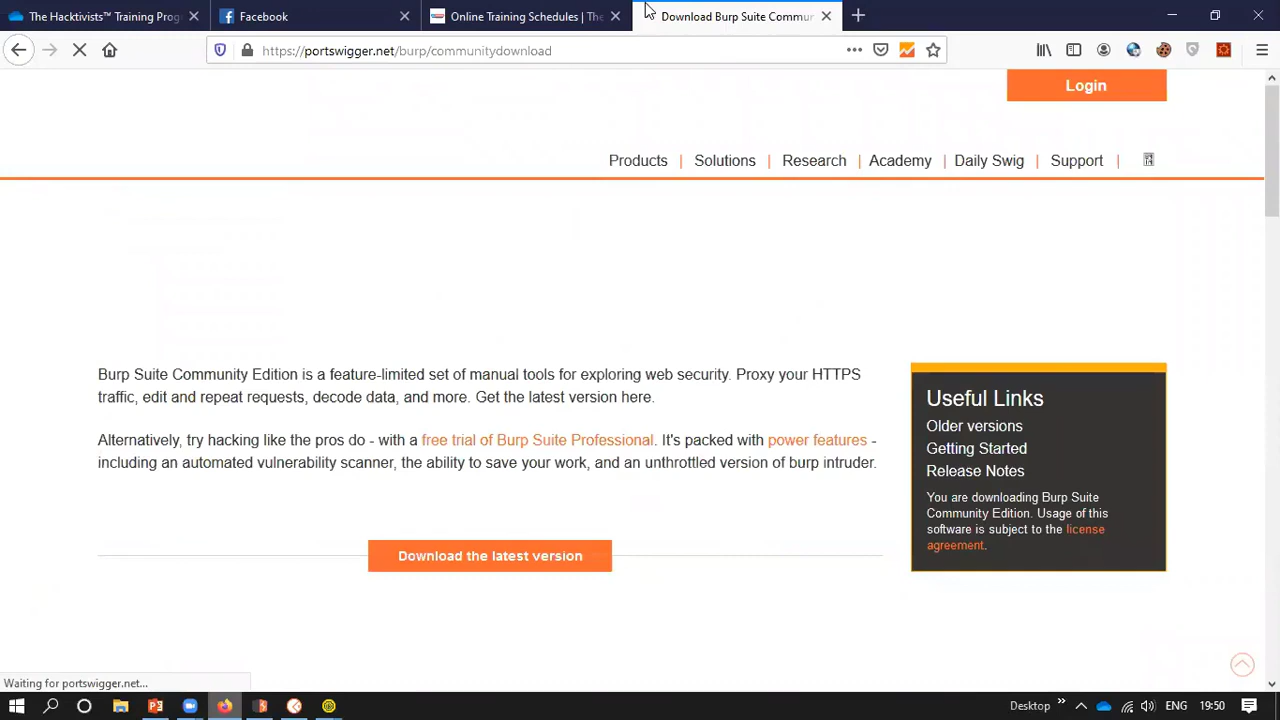 The Hacktivists™ Training Prog
Facebook
Online Training Schedules | The
Download Burp Suite Commun
https://portswigger.net/burp/communitydownload
Login
Products | Solutions | Research | Academy | Daily Swig | Support |
Burp Suite Community Edition is a feature-limited set of manual tools for exploring web security. Proxy your HTTPS
traffic, edit and repeat requests, decode data, and more. Get the latest version here.
Alternatively, try hacking like the pros do - with a free trial of Burp Suite Professional. It's packed with power features -
including an automated vulnerability scanner, the ability to save your work, and an unthrottled version of burp intruder.
Download the latest version
Useful Links
Older versions
Getting Started
Release Notes
You are downloading Burp Suite
Community Edition. Usage of this
software is subject to the license
agreement.
Waiting for portswigger.net...
Desktop
ENG
19:50